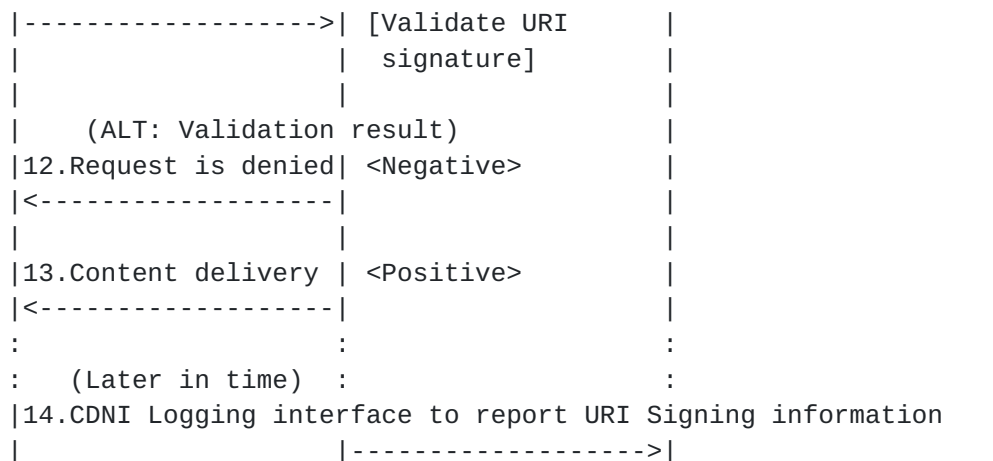 |------------------->| [Validate URI       |
|                    |  signature]         |
|                    |                     |
|    (ALT: Validation result)              |
|12.Request is denied| <Negative>          |
|<-------------------|                     |
|                    |                     |
|13.Content delivery | <Positive>          |
|<-------------------|                     |
:                    :                     :
:   (Later in time)  :                     :
|14.CDNI Logging interface to report URI Signing information
|                    |-------------------->|